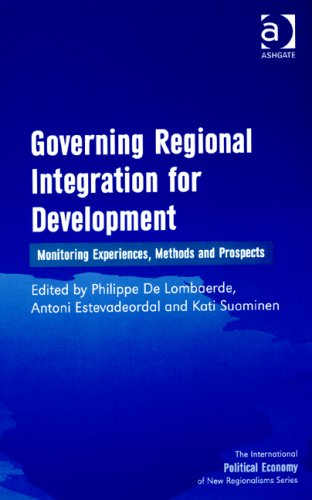 a
ASHGATE
Governing Regional
Integration for
Development
Monitoring Experiences, Methods and Prospects
Edited by Philippe De Lombaerde,
Antoni Estevadeordal and Kati Suominen
The International
Political Economy
of New Regionalisms Series